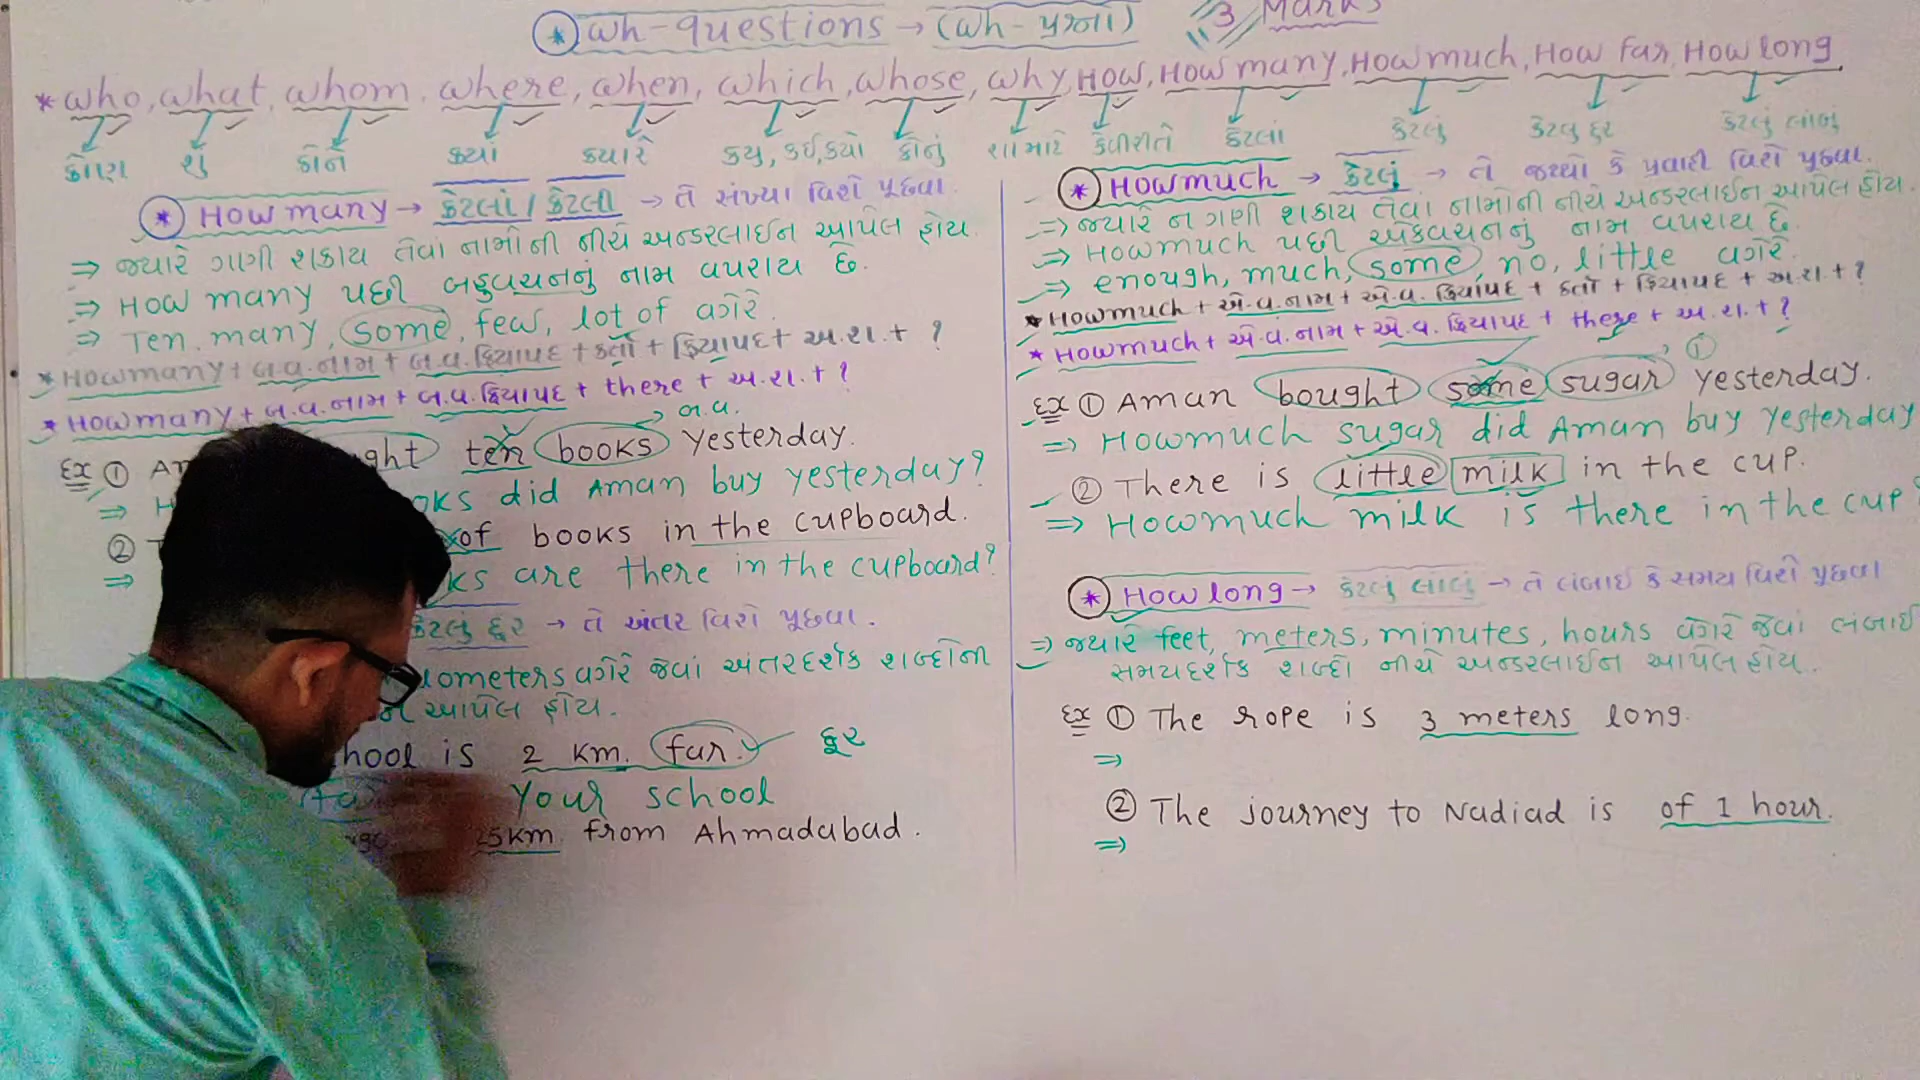 * Wh-questions → (Wh-પ્રશ્નો) 3 Marks
* Who, What, Whom, Where, When, Which, Whose, Why, How, How many, How much, How far, How long
કોણ શું કોને ક્યાં ક્યારે કયુ, કઈ, કયો કોનું શા માટે કેવી રીતે કેટલાં કેટલું કેટલુ દુર કેટલું લાંબુ
* How many → કેટલાં / કેટલી → તે સંખ્યા વિશે પૂછવા.
⇒ જ્યારે ગણી શકાય તેવા નામોની નીચે અન્ડરલાઈન આપેલ હોય.
⇒ How many પછી બહુવચનનું નામ વપરાય છે.
⇒ Ten, many, some, few, lot of વગેરે.
* How many + બ.વ. નામ + બ.વ. ક્રિયાપદ + કર્તા + ક્રિયાપદ + અ.શ. + ?
* How many + બ.વ. નામ + બ.વ. ક્રિયાપદ + there + અ.શ. + ?
બ.વ.
Ex ① ght ten books yesterday.
⇒ oks did Aman buy yesterday?
② of books in the cupboard.
⇒ ks are there in the cupboard?
કેટલું દુર → તે અંતર વિશે પૂછવા.
lometers વગેરે જેવાં અંતરદર્શક શબ્દોની
આપેલ હોય.
hool is 2 km. far. દુર
your school
25km from Ahmadabad.
* How much → કેટલું → તે જથ્થો કે પ્રવાહી વિશે પૂછવા.
⇒ જ્યારે ન ગણી શકાય તેવા નામોની નીચે અન્ડરલાઈન આપેલ હોય.
⇒ How much પછી એકવચનનું નામ વપરાય છે.
⇒ enough, much, some, no, little વગેરે.
* How much + એ.વ. નામ + એ.વ. ક્રિયાપદ + કર્તા + ક્રિયાપદ + અ.શ. + ?
* How much + એ.વ. નામ + એ.વ. ક્રિયાપદ + there + અ.શ. + ?
①
Ex ① Aman bought some sugar yesterday.
⇒ How much sugar did Aman buy yesterday
② There is little milk in the cup.
⇒ How much milk is there in the cup?
* How long → કેટલું લાંબું → તે લંબાઈ કે સમય વિશે પૂછવા
⇒ જ્યારે feet, meters, minutes, hours વગેરે જેવાં લંબાઈ
સમયદર્શક શબ્દો નીચે અન્ડરલાઈન આપેલ હોય.
Ex ① The rope is 3 meters long.
⇒
② The journey to Nadiad is of 1 hour.
⇒